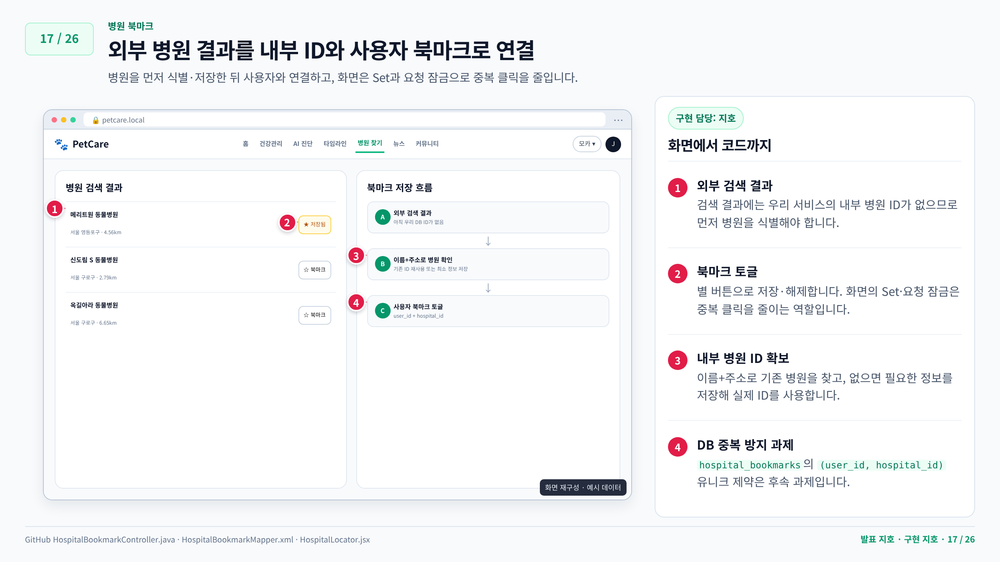 17 / 26
병원 북마크
외부 병원 결과를 내부 ID와 사용자 북마크로 연결
병원을 먼저 식별·저장한 뒤 사용자와 연결하고, 화면은 Set과 요청 잠금으로 중복 클릭을 줄입니다.
petcare.local
PetCare
홈 건강관리 AI 진단 타임라인 병원 찾기 뉴스 커뮤니티
모카 ▾ J
병원 검색 결과
1
메리트원 동물병원
서울 영등포구 · 4.56km
2 ★ 저장됨
신도림 S 동물병원
서울 구로구 · 2.79km
☆ 북마크
옥길아라 동물병원
서울 구로구 · 6.65km
☆ 북마크
북마크 저장 흐름
A 외부 검색 결과
아직 우리 DB ID가 없음
↓
3
B 이름+주소로 병원 확인
기존 ID 재사용 또는 최소 정보 저장
↓
4
C 사용자 북마크 토글
user_id + hospital_id
화면 재구성 · 예시 데이터
구현 담당: 지호
화면에서 코드까지
1 외부 검색 결과
검색 결과에는 우리 서비스의 내부 병원 ID가 없으므로
먼저 병원을 식별해야 합니다.
2 북마크 토글
별 버튼으로 저장·해제합니다. 화면의 Set·요청 잠금은
중복 클릭을 줄이는 역할입니다.
3 내부 병원 ID 확보
이름+주소로 기존 병원을 찾고, 없으면 필요한 정보를
저장해 실제 ID를 사용합니다.
4 DB 중복 방지 과제
hospital_bookmarks의 (user_id, hospital_id)
유니크 제약은 후속 과제입니다.
GitHub HospitalBookmarkController.java · HospitalBookmarkMapper.xml · HospitalLocator.jsx
발표 지호 · 구현 지호 · 17 / 26